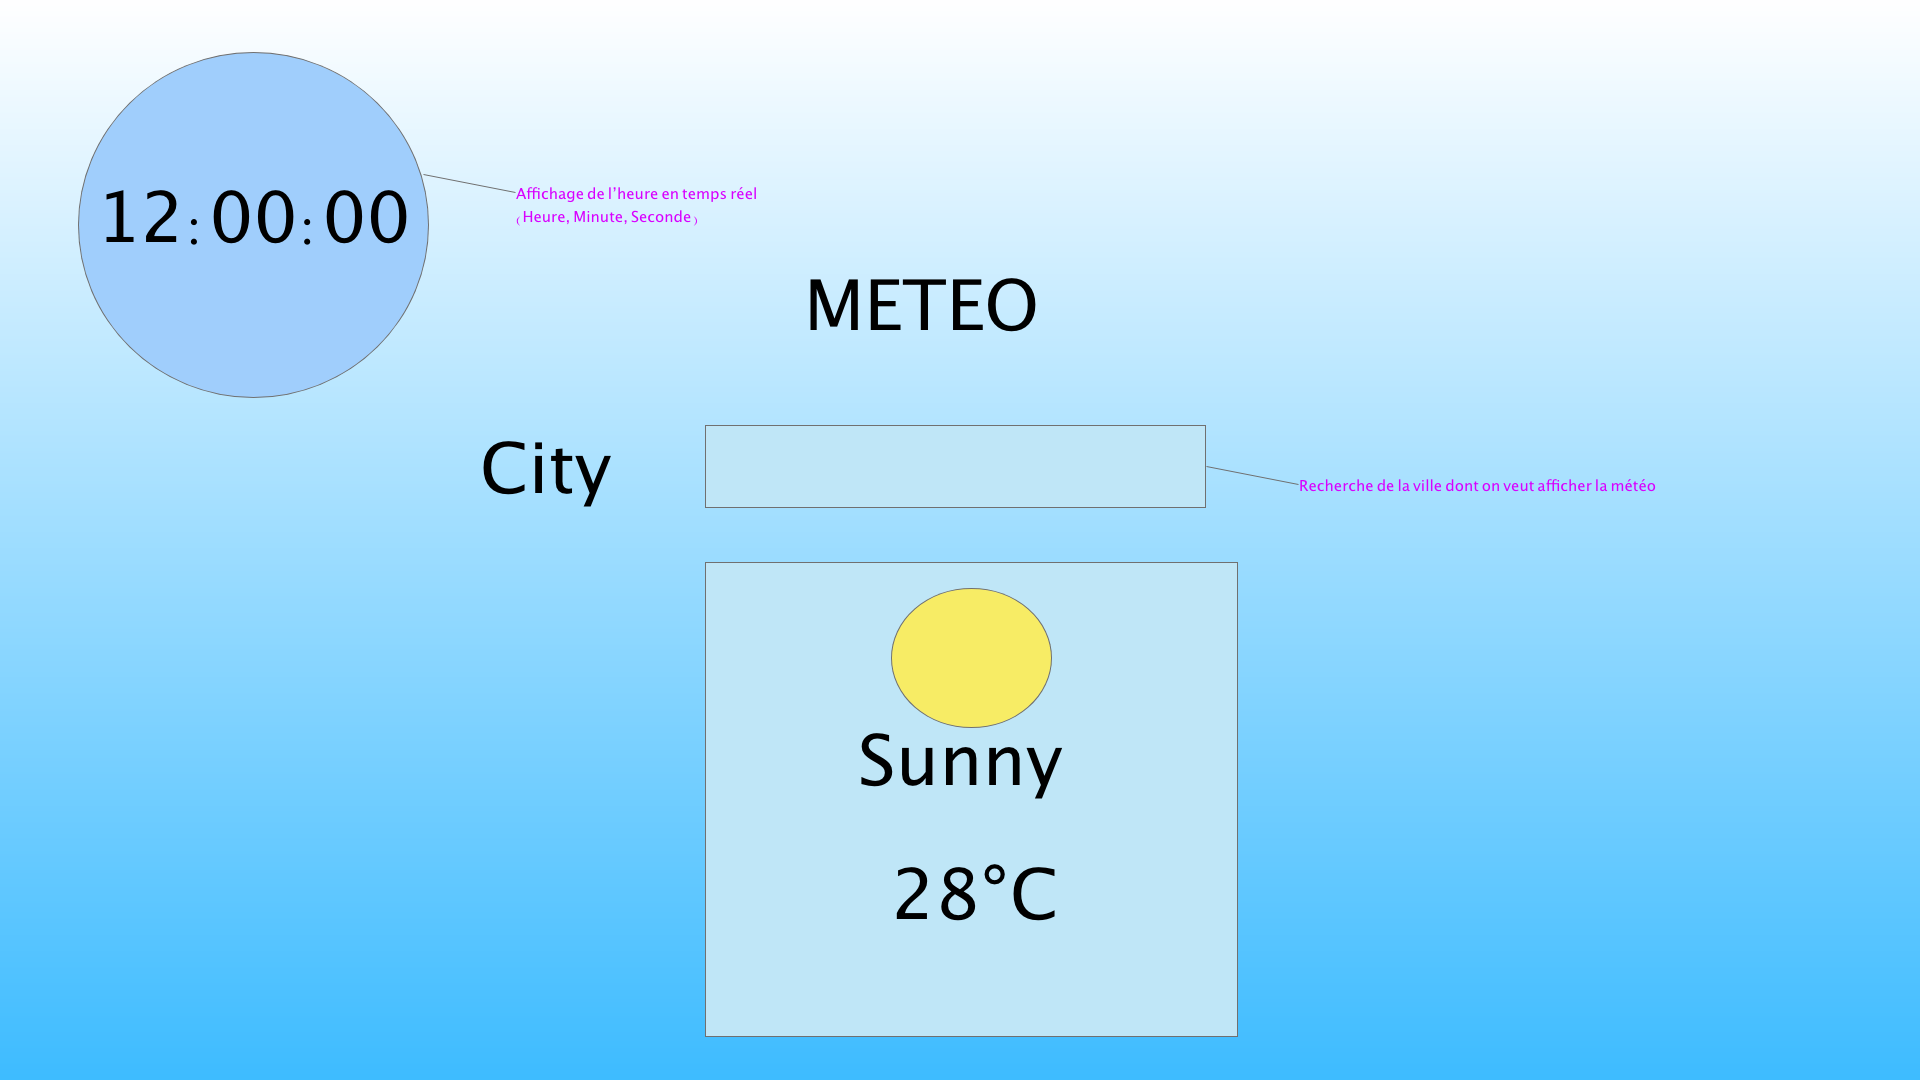 12:00:00
Affichage de l'heure en temps réel
(Heure, Minute, Seconde)
METEO
City
Recherche de la ville dont on veut afficher la météo
Sunny
28°C